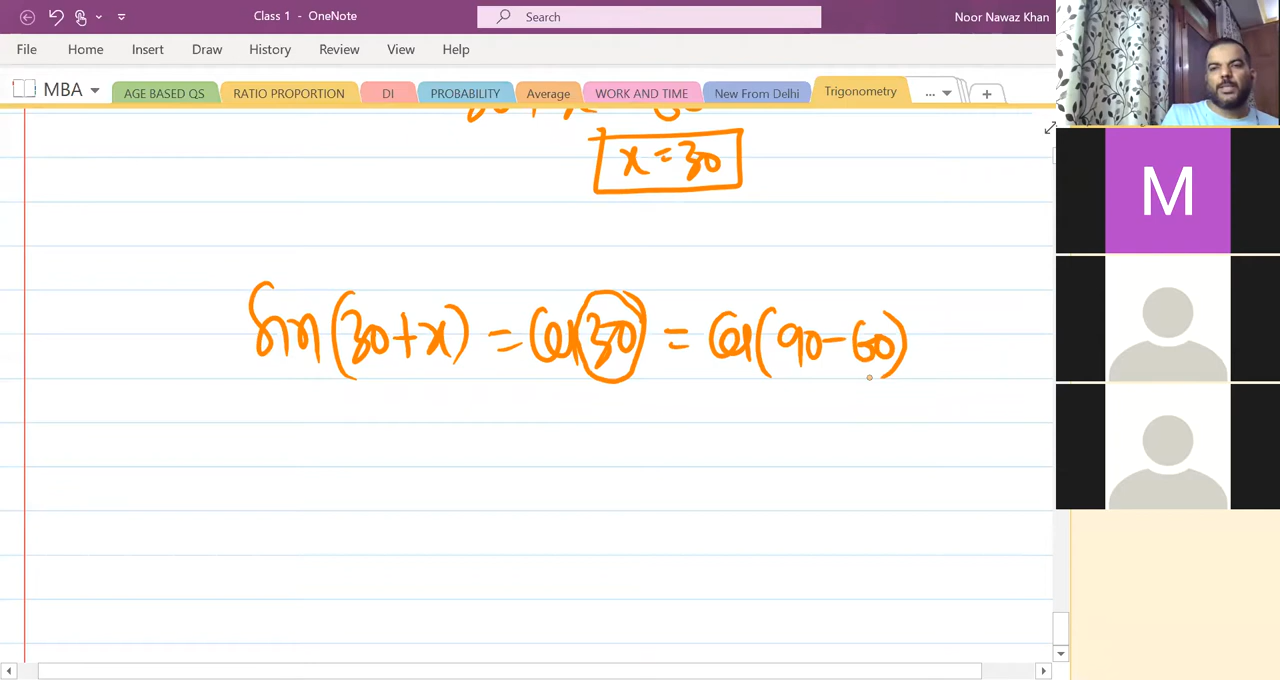 Class 1 - OneNote
Search
Noor Nawaz Khan
File Home Insert Draw History Review View Help
MBA
AGE BASED QS RATIO PROPORTION DI PROBABILITY Average WORK AND TIME New From Delhi Trigonometry ... +
x = 30
Sin(30+x) = Cos(30) = Cos(90-60)
M